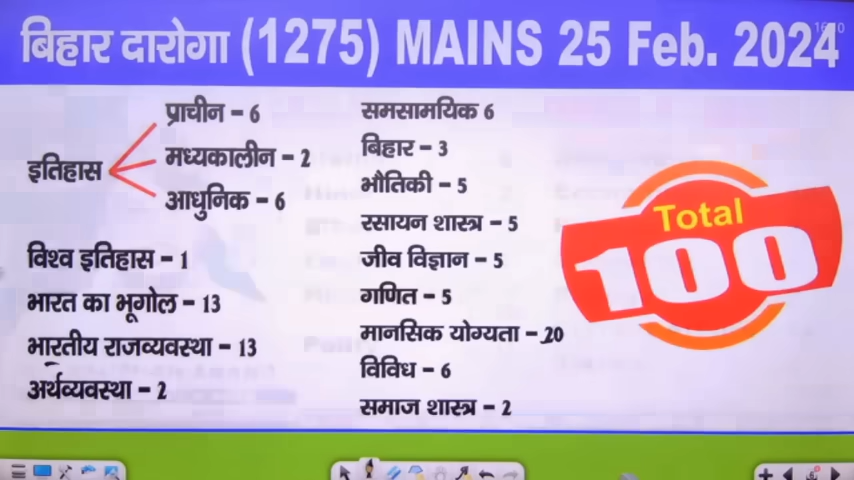 बिहार दारोगा (1275) MAINS 25 Feb. 2024
इतिहास
प्राचीन - 6
मध्यकालीन - 2
आधुनिक - 6
विश्व इतिहास - 1
भारत का भूगोल - 13
भारतीय राजव्यवस्था - 13
अर्थव्यवस्था - 2
समसामयिक 6
बिहार - 3
भौतिकी - 5
रसायन शास्त्र - 5
जीव विज्ञान - 5
गणित - 5
मानसिक योग्यता - 20
विविध - 6
समाज शास्त्र - 2
Total
100